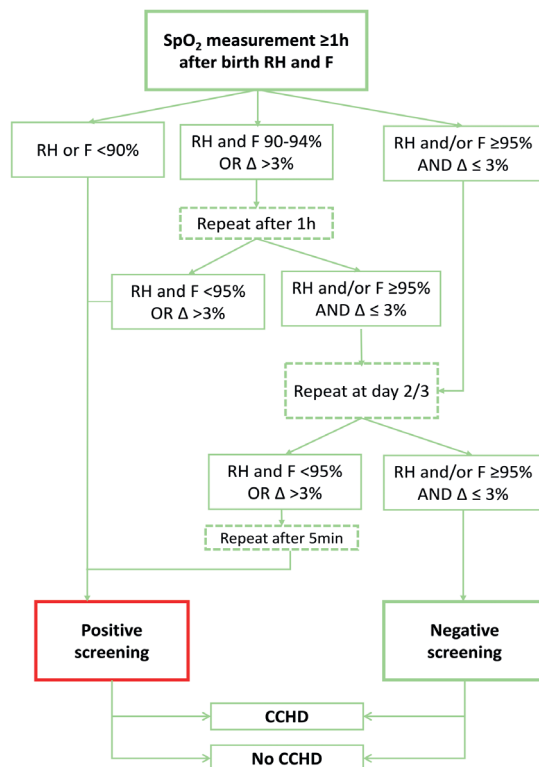 SpO₂ measurement ≥1h
after birth RH and F
RH or F <90%
RH and F 90-94%
OR Δ >3%
RH and/or F ≥95%
AND Δ ≤ 3%
Repeat after 1h
RH and F <95%
OR Δ >3%
RH and/or F ≥95%
AND Δ ≤ 3%
Repeat at day 2/3
RH and F <95%
OR Δ >3%
RH and/or F ≥95%
AND Δ ≤ 3%
Repeat after 5min
Positive
screening
Negative
screening
CCHD
No CCHD